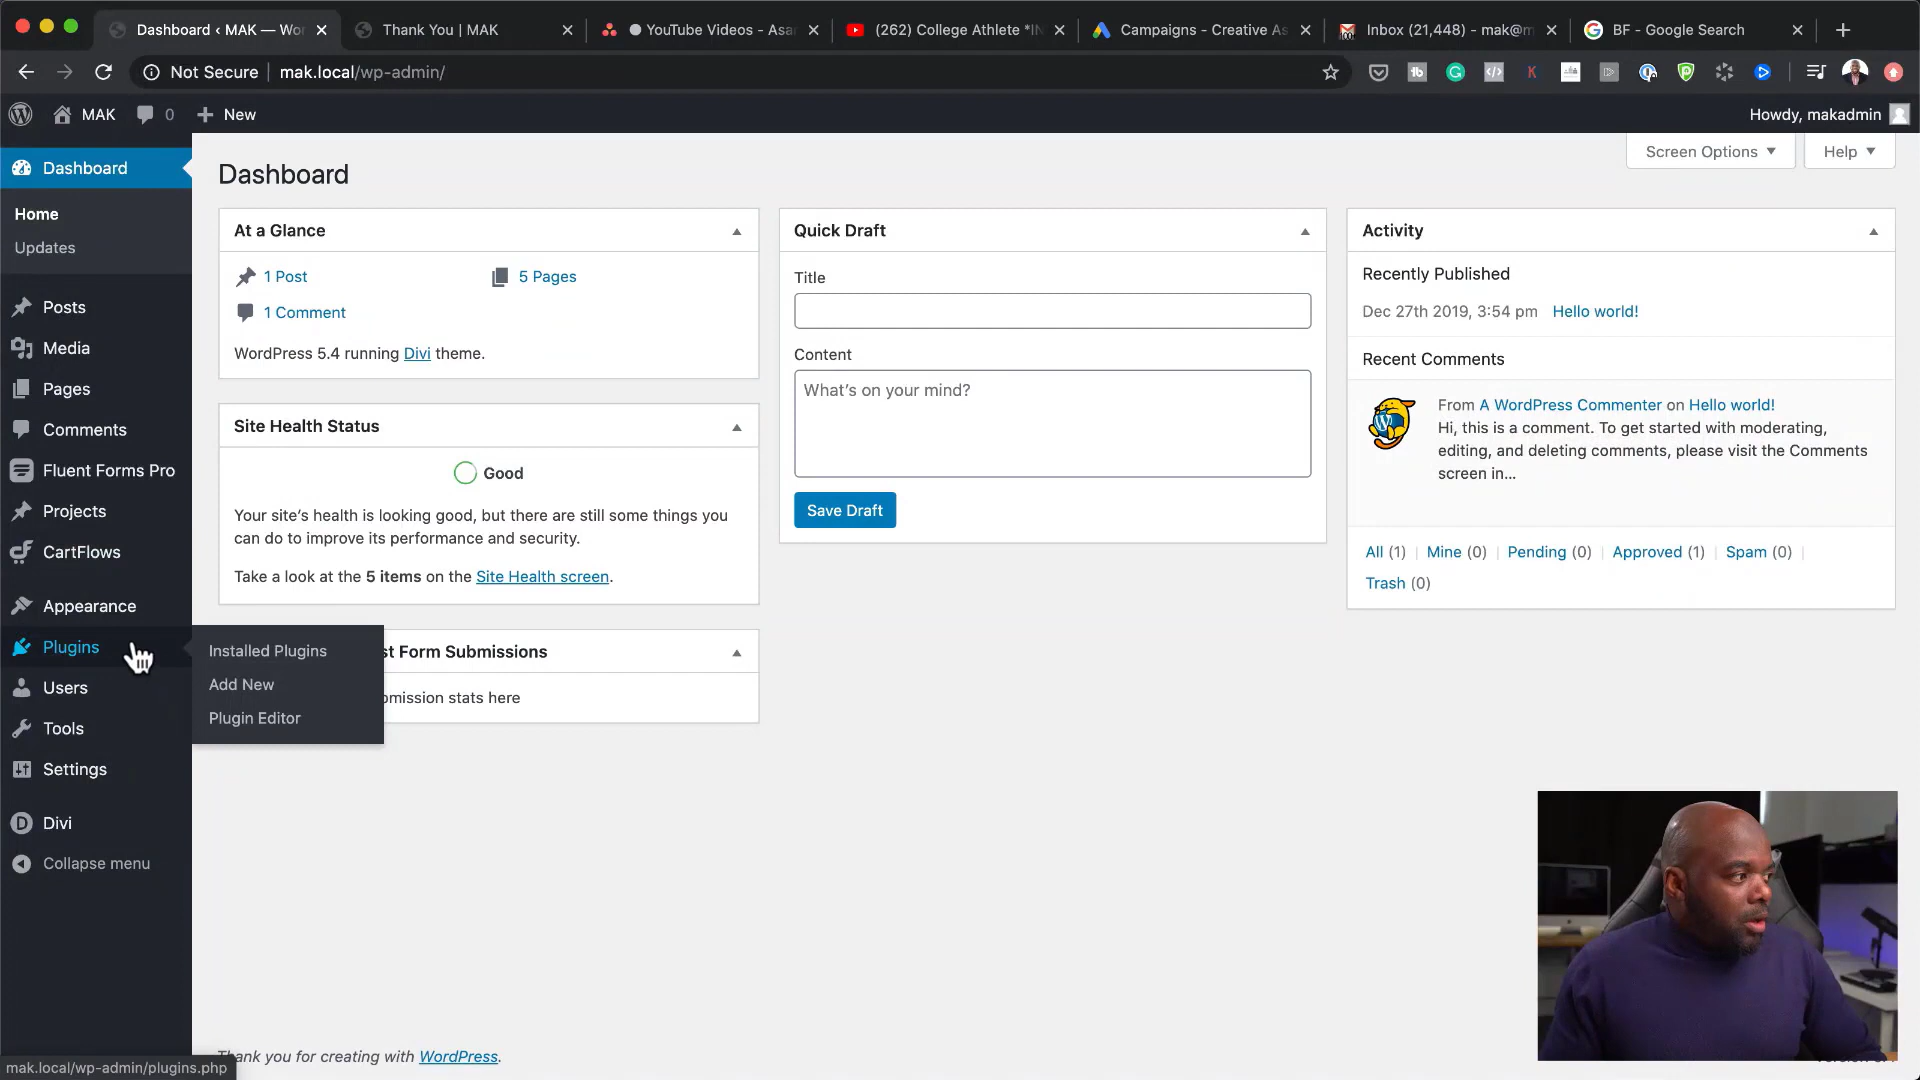 Dashboard ‹ MAK — Wor
Thank You | MAK
YouTube Videos - Asan
(262) College Athlete *IN
Campaigns - Creative As
Inbox (21,448) - mak@m
BF - Google Search
Not Secure
mak.local/wp-admin/
MAK
0
New
Howdy, makadmin
Dashboard
Home
Updates
Posts
Media
Pages
Comments
Fluent Forms Pro
Projects
CartFlows
Appearance
Plugins
Users
Tools
Settings
Divi
Collapse menu
Installed Plugins
Add New
Plugin Editor
Dashboard
Screen Options
Help
At a Glance
1 Post
5 Pages
1 Comment
WordPress 5.4 running Divi theme.
Site Health Status
Good
Your site's health is looking good, but there are still some things you
can do to improve its performance and security.
Take a look at the 5 items on the Site Health screen.
st Form Submissions
bmission stats here
Quick Draft
Title
Content
What's on your mind?
Save Draft
Activity
Recently Published
Dec 27th 2019, 3:54 pm Hello world!
Recent Comments
From A WordPress Commenter on Hello world!
Hi, this is a comment. To get started with moderating,
editing, and deleting comments, please visit the Comments
screen in…
All (1) | Mine (0) | Pending (0) | Approved (1) | Spam (0) |
Trash (0)
Thank you for creating with WordPress.
mak.local/wp-admin/plugins.php